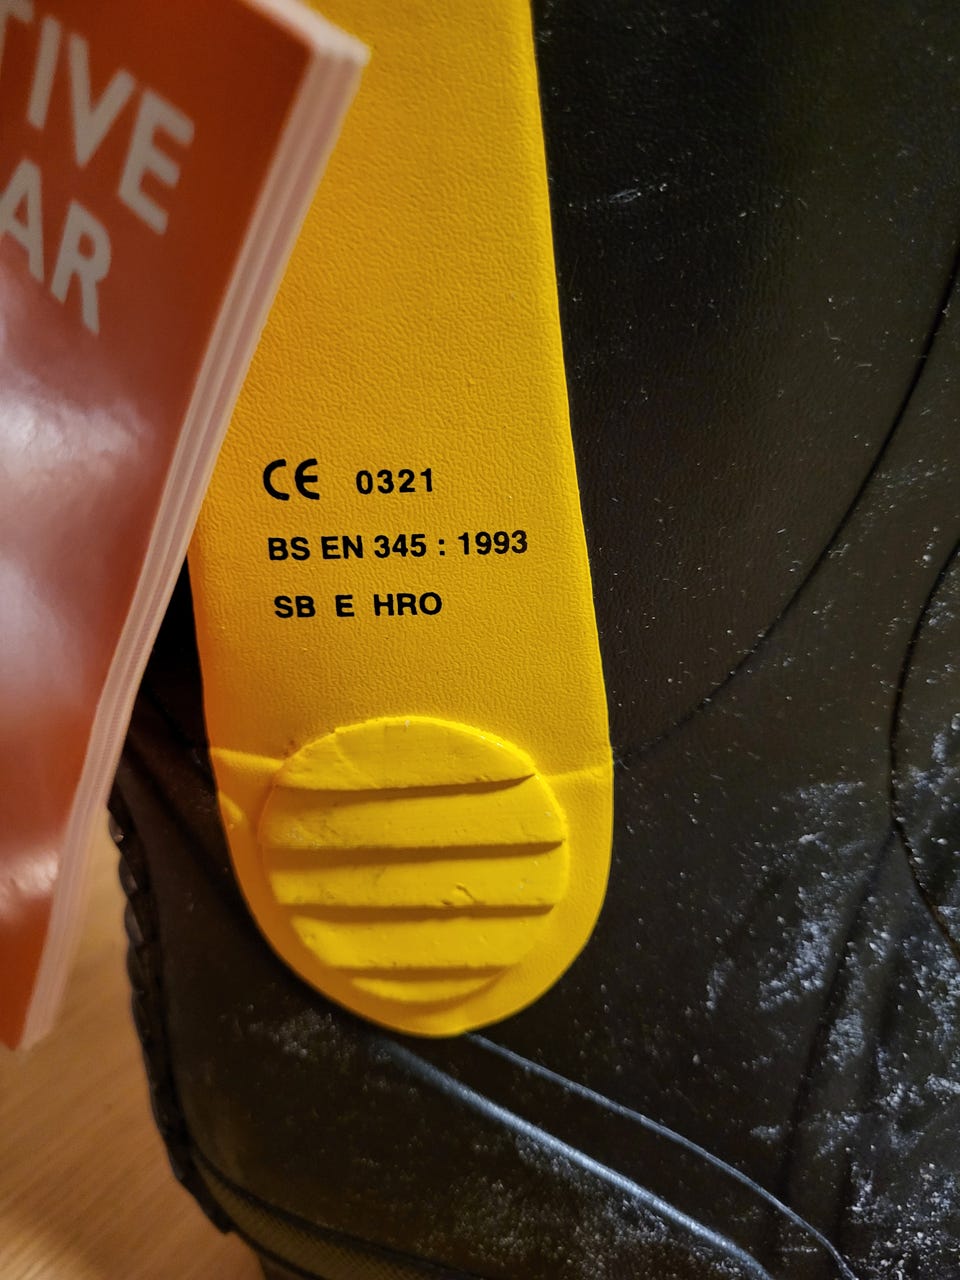 TIVE
AR
CE 0321
BS EN 345 : 1993
SB E HRO